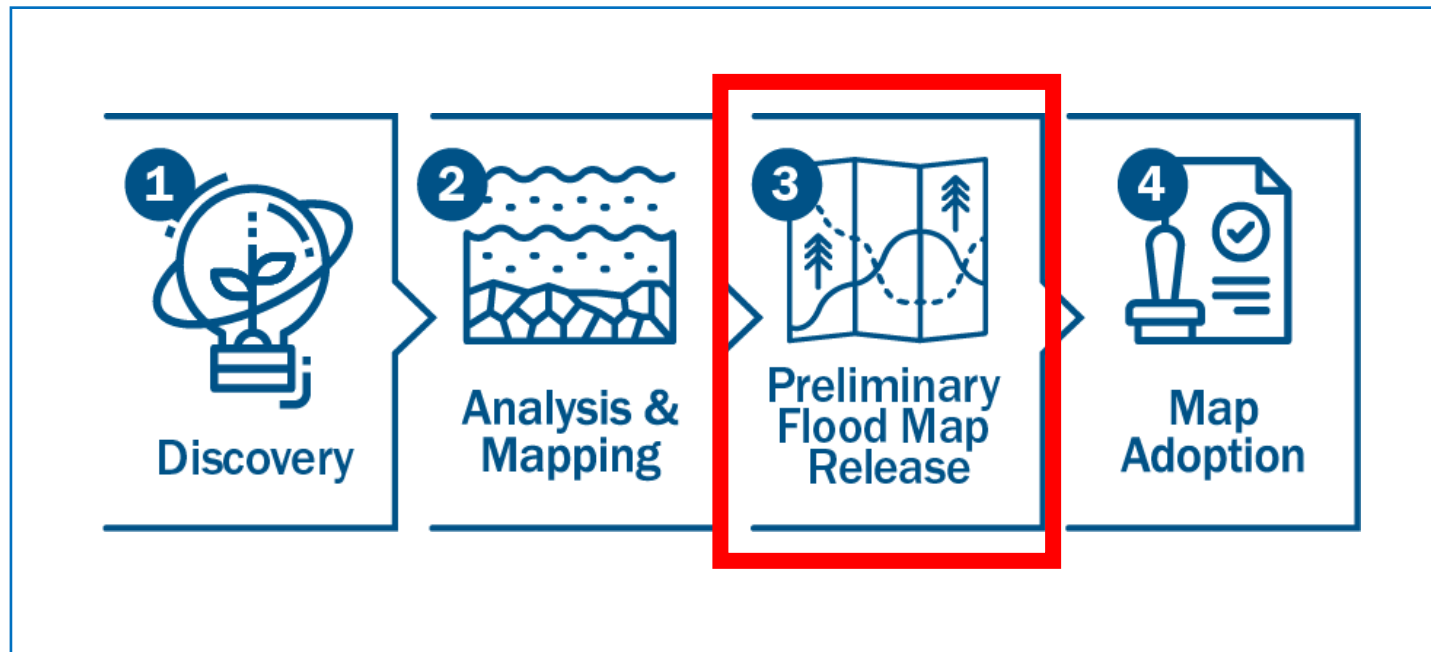 1
Discovery
2
Analysis &
Mapping
3
Preliminary
Flood Map
Release
4
Map
Adoption